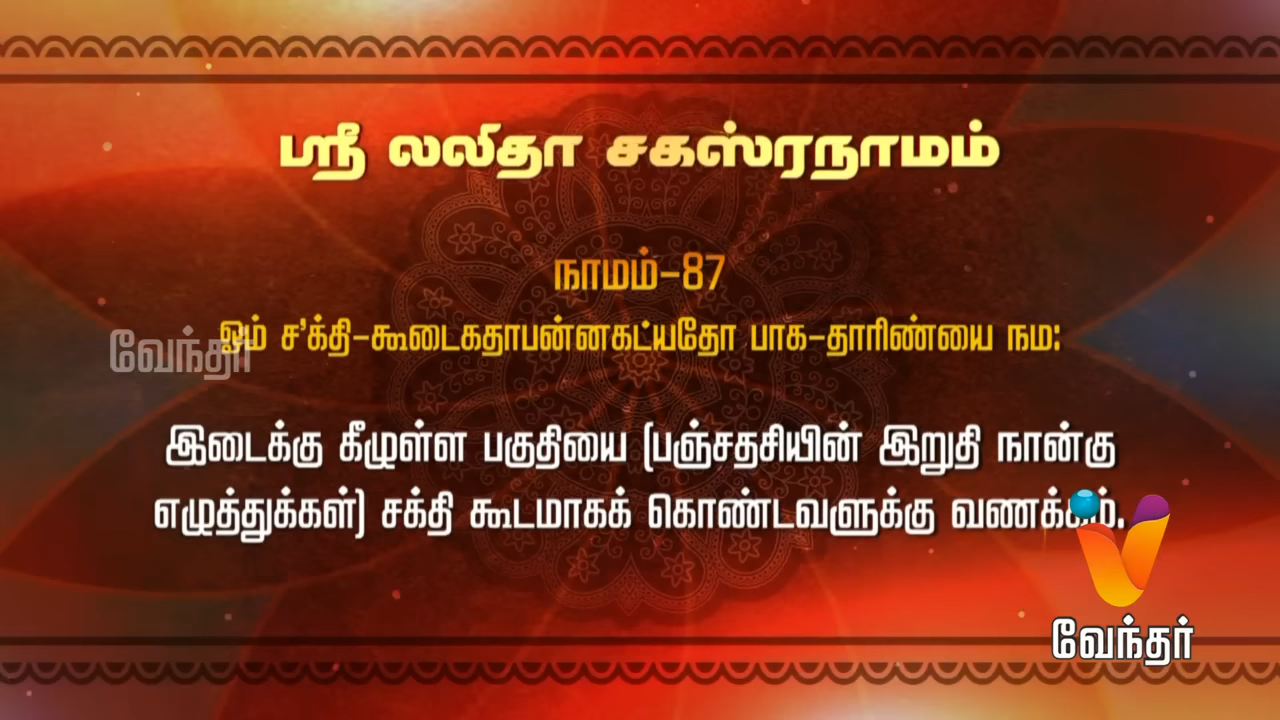 ஸ்ரீ லலிதா சகஸ்ரநாமம்
நாமம்-87
ஓம் ச'க்தி-கூடைகதாபன்னகட்யதோ பாக-தாரிண்யை நம:
வேந்தர்
இடைக்கு கீழுள்ள பகுதியை (பஞ்சதசியின் இறுதி நான்கு
எழுத்துக்கள்) சக்தி கூடமாகக் கொண்டவளுக்கு வணக்கம்.
வேந்தர்